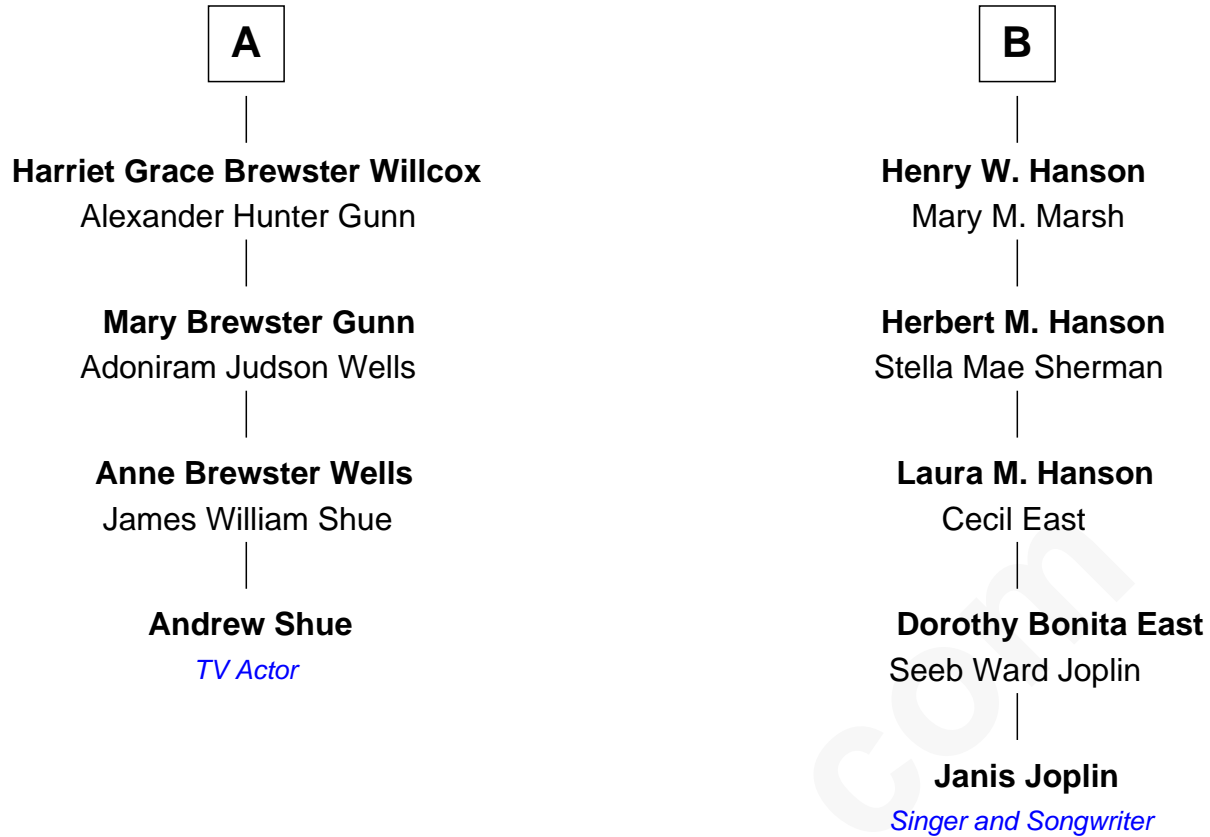 A
Harriet Grace Brewster Willcox
Alexander Hunter Gunn
Mary Brewster Gunn
Adoniram Judson Wells
Anne Brewster Wells
James William Shue
Andrew Shue
TV Actor
B
Henry W. Hanson
Mary M. Marsh
Herbert M. Hanson
Stella Mae Sherman
Laura M. Hanson
Cecil East
Dorothy Bonita East
Seeb Ward Joplin
Janis Joplin
Singer and Songwriter
com